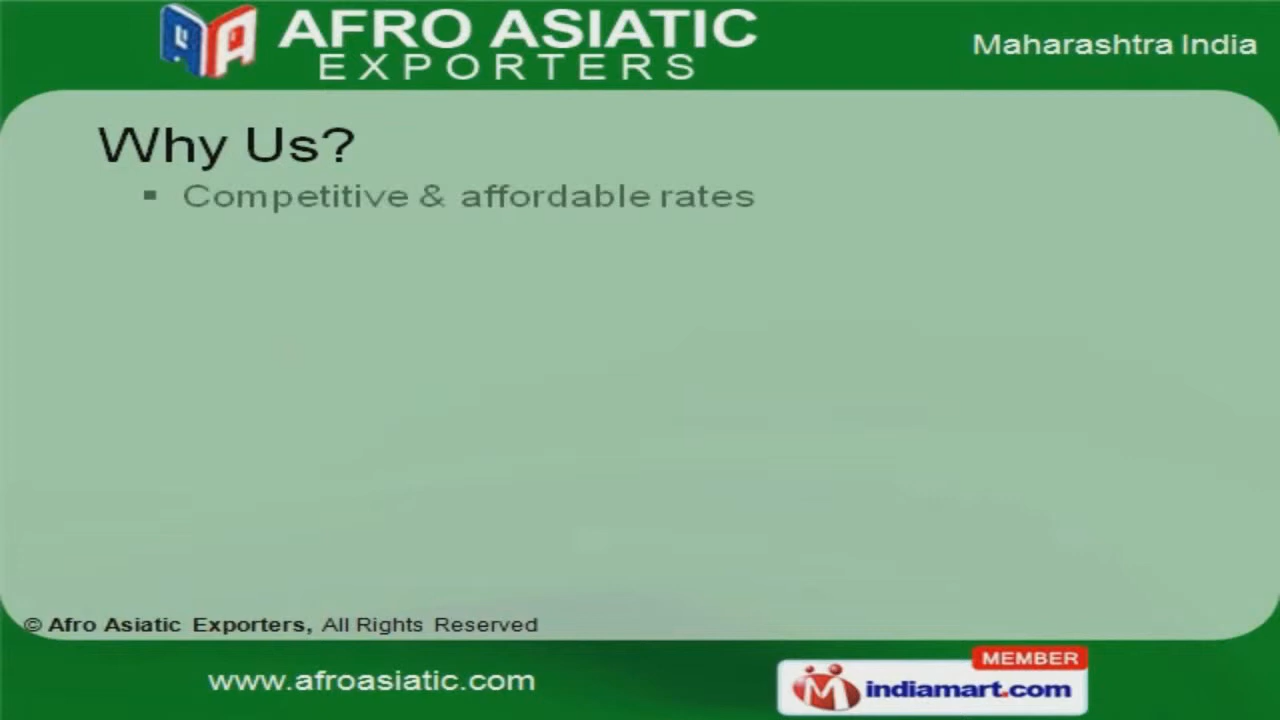 AFRO ASIATIC
EXPORTERS
Maharashtra India
Why Us?
▪ Competitive & affordable rates
© Afro Asiatic Exporters, All Rights Reserved
www.afroasiatic.com
MEMBER
indiamart.com